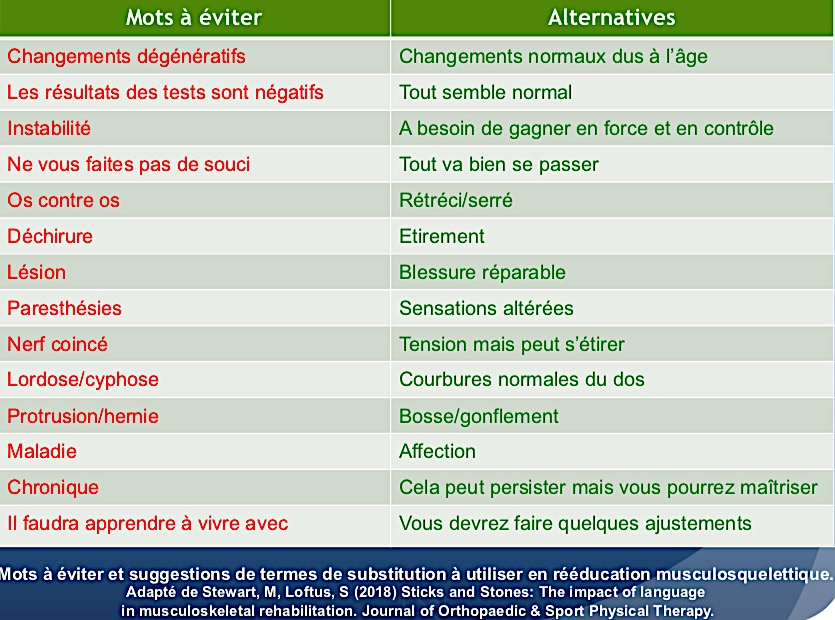 Mots à éviter Alternatives
Changements dégénératifs Changements normaux dus à l'âge
Les résultats des tests sont négatifs Tout semble normal
Instabilité A besoin de gagner en force et en contrôle
Ne vous faites pas de souci Tout va bien se passer
Os contre os Rétréci/serré
Déchirure Etirement
Lésion Blessure réparable
Paresthésies Sensations altérées
Nerf coincé Tension mais peut s'étirer
Lordose/cyphose Courbures normales du dos
Protrusion/hernie Bosse/gonflement
Maladie Affection
Chronique Cela peut persister mais vous pourrez maîtriser
Il faudra apprendre à vivre avec Vous devrez faire quelques ajustements
Mots à éviter et suggestions de termes de substitution à utiliser en rééducation musculosquelettique.
Adapté de Stewart, M, Loftus, S (2018) Sticks and Stones: The impact of language
in musculoskeletal rehabilitation. Journal of Orthopaedic & Sport Physical Therapy.